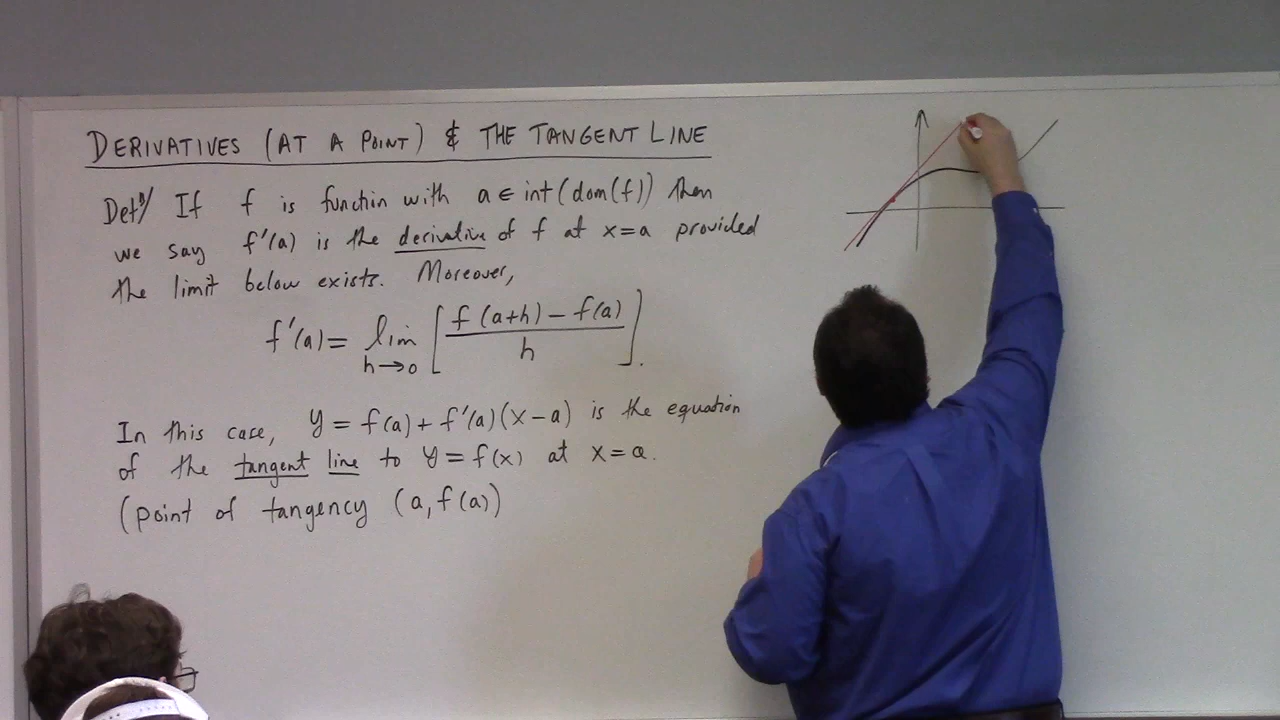 DERIVATIVES (AT A POINT) & THE TANGENT LINE
Defⁿ/ If f is function with a ∈ int(dom(f)) then
we say f'(a) is the derivative of f at x=a provided
the limit below exists. Moreover,
f'(a) = lim h→0 [ f(a+h) − f(a) / h ].
In this case, y = f(a) + f'(a)(x − a) is the equation
of the tangent line to y = f(x) at x = a.
(point of tangency (a, f(a))